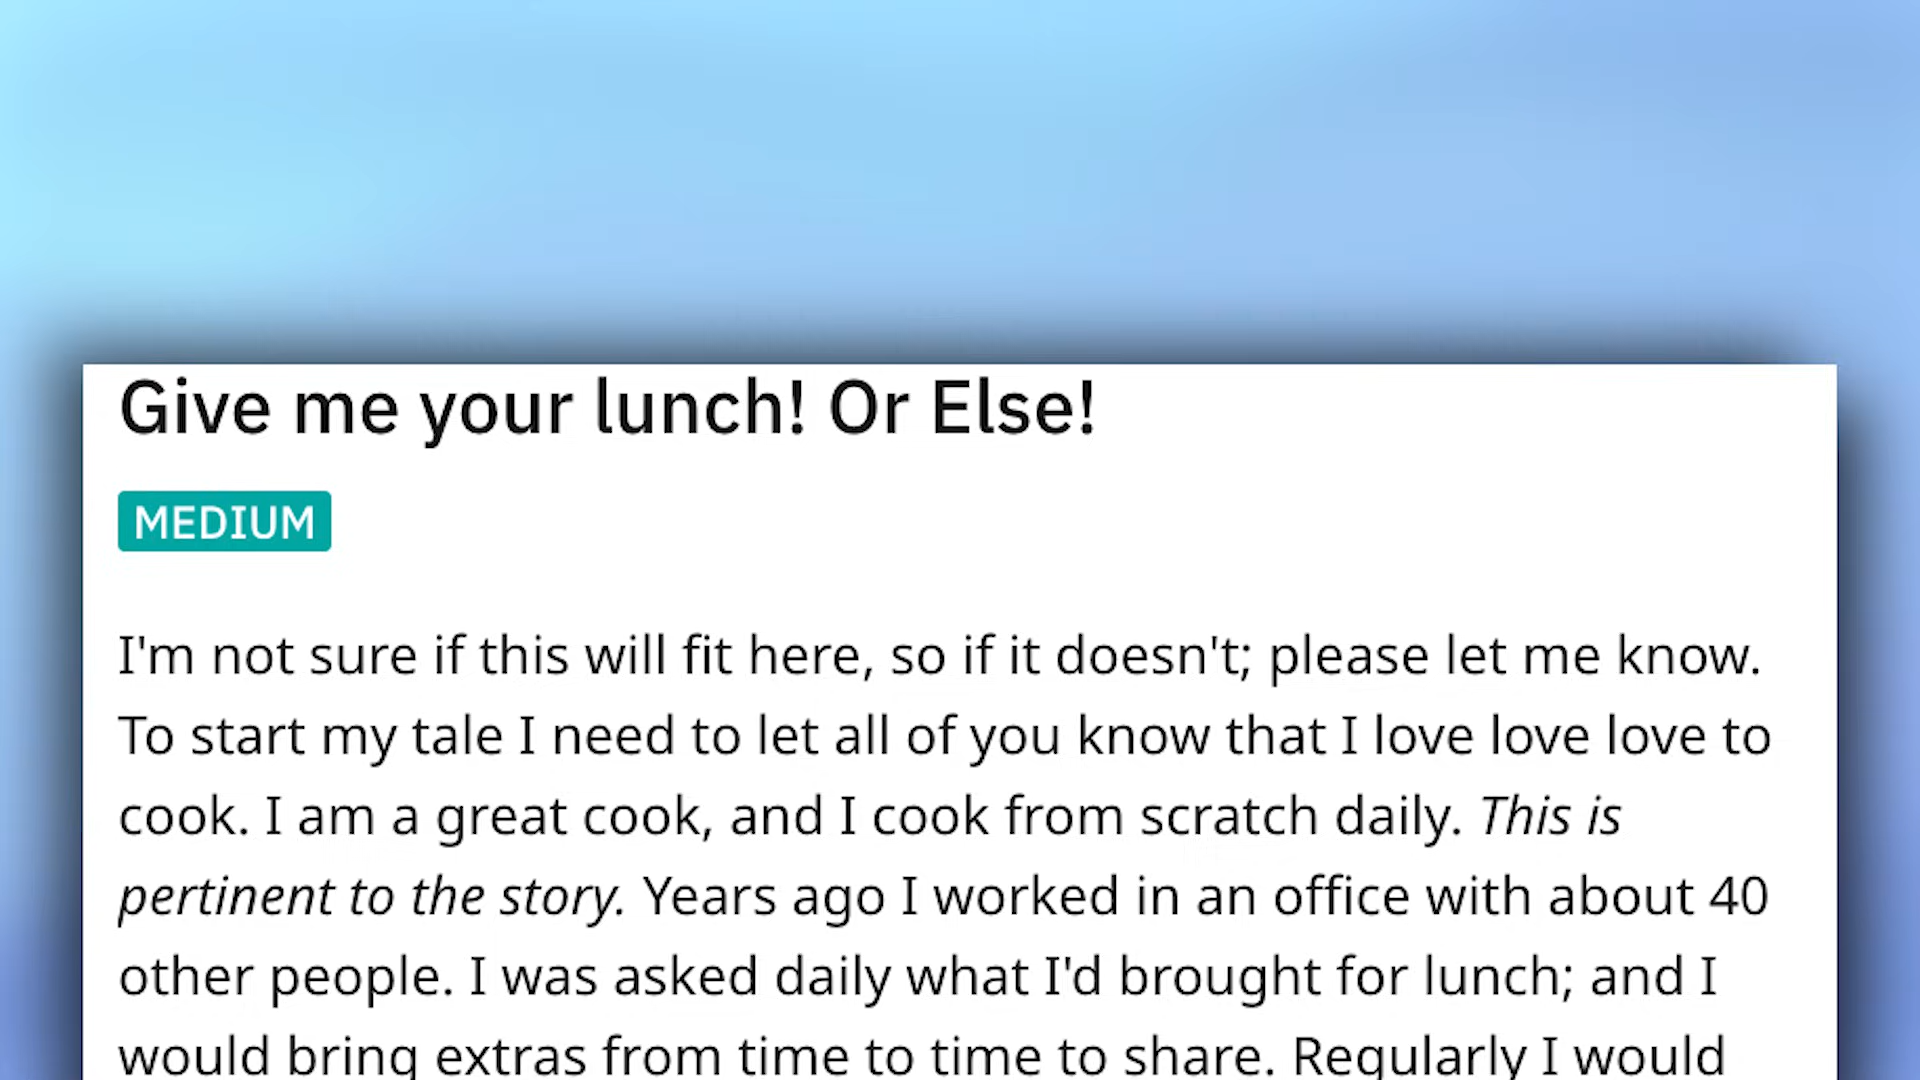 Give me your lunch! Or Else!
MEDIUM
I'm not sure if this will fit here, so if it doesn't; please let me know.
To start my tale I need to let all of you know that I love love love to
cook. I am a great cook, and I cook from scratch daily. This is
pertinent to the story. Years ago I worked in an office with about 40
other people. I was asked daily what I'd brought for lunch; and I
would bring extras from time to time to share. Regularly I would